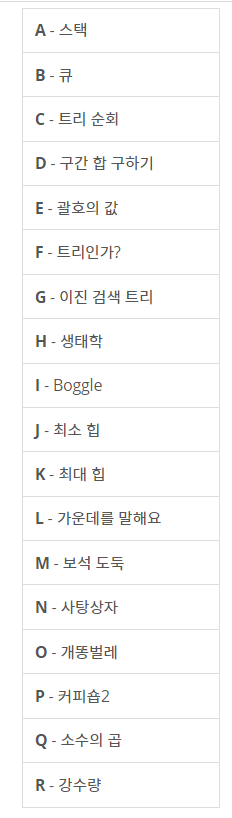 A - 스택
B - 큐
C - 트리 순회
D - 구간 합 구하기
E - 괄호의 값
F - 트리인가?
G - 이진 검색 트리
H - 생태학
I - Boggle
J - 최소 힙
K - 최대 힙
L - 가운데를 말해요
M - 보석 도둑
N - 사탕상자
O - 개똥벌레
P - 커피숍2
Q - 소수의 곱
R - 강수량